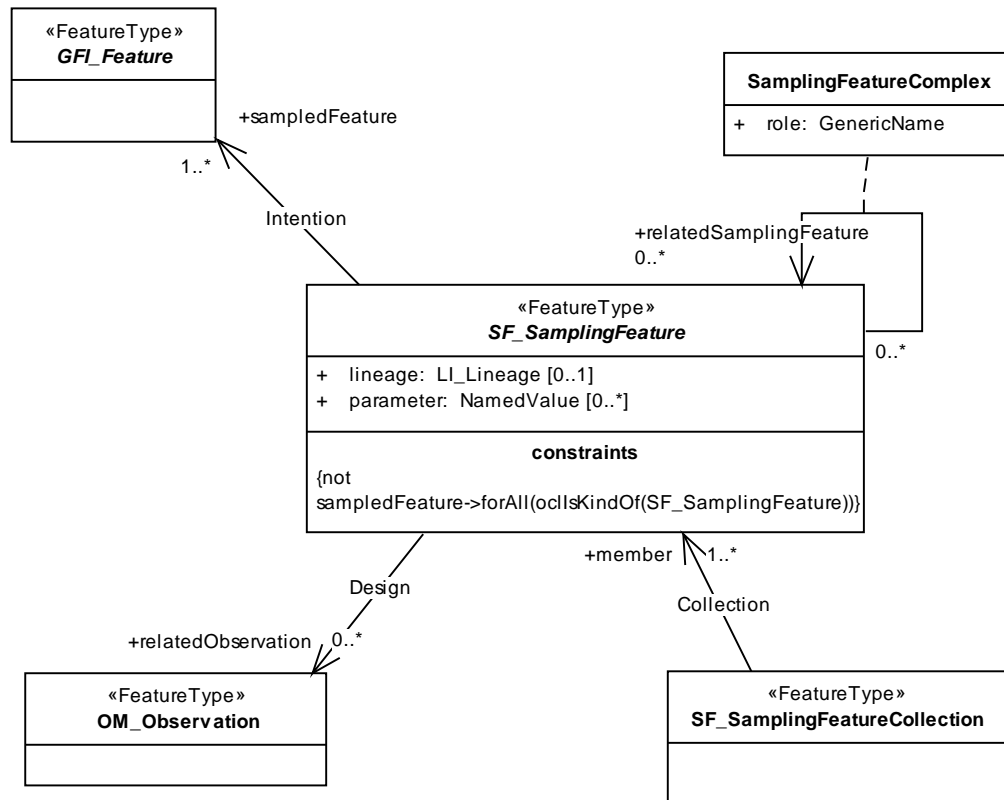 «FeatureType»
GFI_Feature
SamplingFeatureComplex
+ role: GenericName
+sampledFeature
1..*
Intention
+relatedSamplingFeature
0..*
«FeatureType»
SF_SamplingFeature
0..*
+ lineage: LI_Lineage [0..1]
+ parameter: NamedValue [0..*]
constraints
{not
sampledFeature->forAll(oclIsKindOf(SF_SamplingFeature))}
+member 1..*
Design
Collection
+relatedObservation 0..*
«FeatureType»
OM_Observation
«FeatureType»
SF_SamplingFeatureCollection